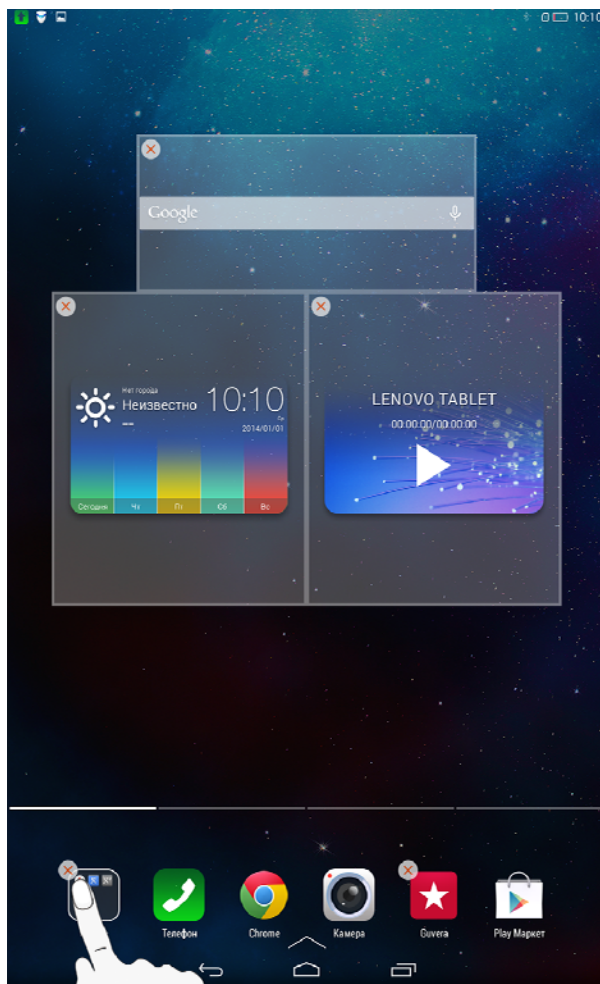 10:10
Google
Нет города
Неизвестно
10:10
Пн
2014/01/01
Сегодня Чт Пт Сб Вс
LENOVO TABLET
00:00:00/00:00:00
Телефон Chrome Камера Guvera Play Маркет